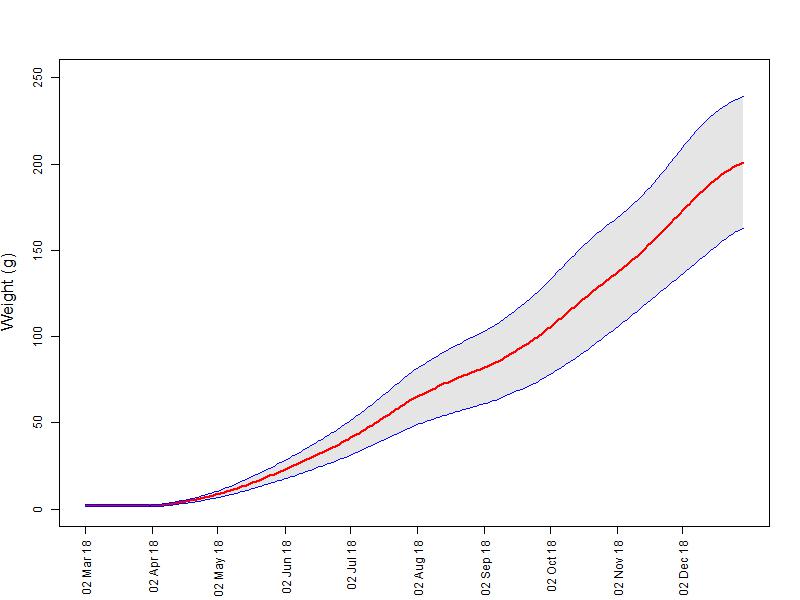 Weight (g)
250
200
150
100
50
0
02 Mar 18
02 Apr 18
02 May 18
02 Jun 18
02 Jul 18
02 Aug 18
02 Sep 18
02 Oct 18
02 Nov 18
02 Dec 18